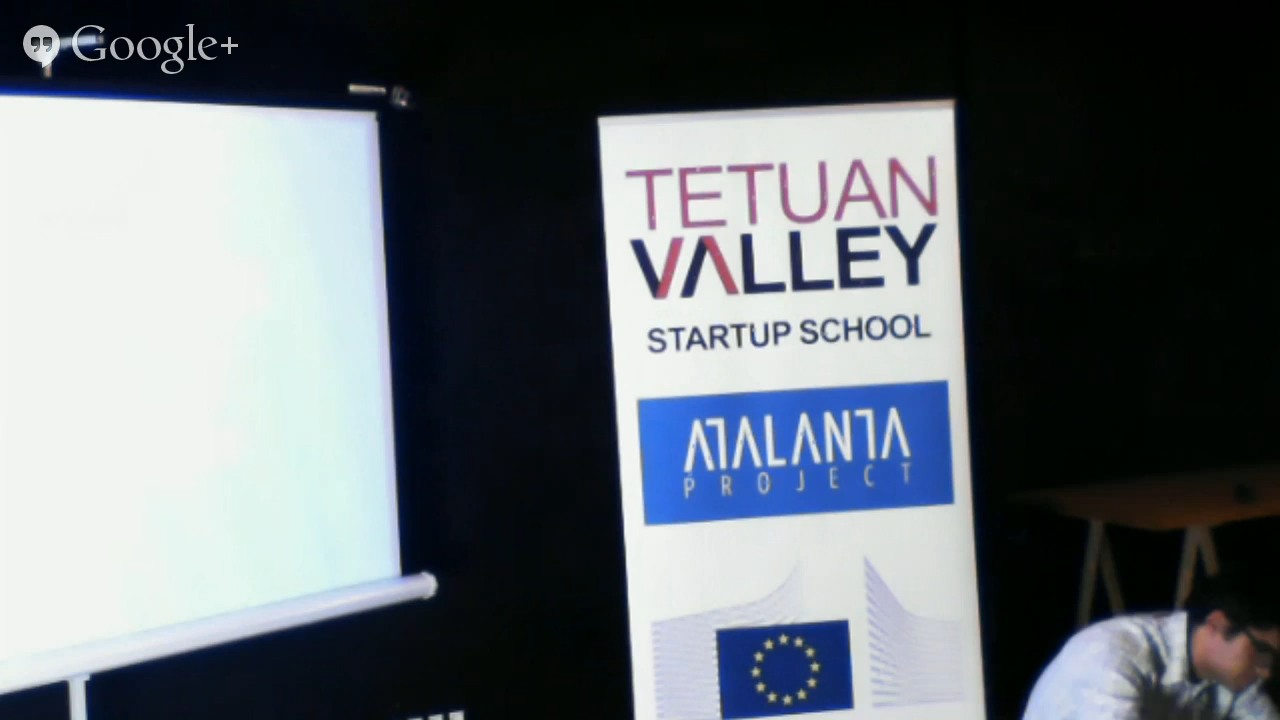 Google+
TETUAN
VALLEY
STARTUP SCHOOL
ATALANTA
PROJECT